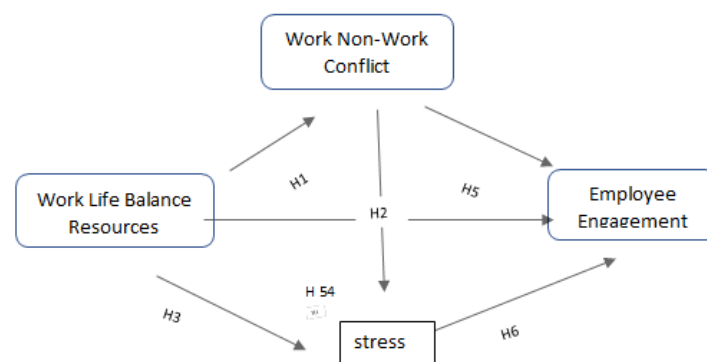 Work Non-Work
Conflict
H1
H5
Work Life Balance
Resources
Employee
Engagement
H2
H 54
H3
stress
H6